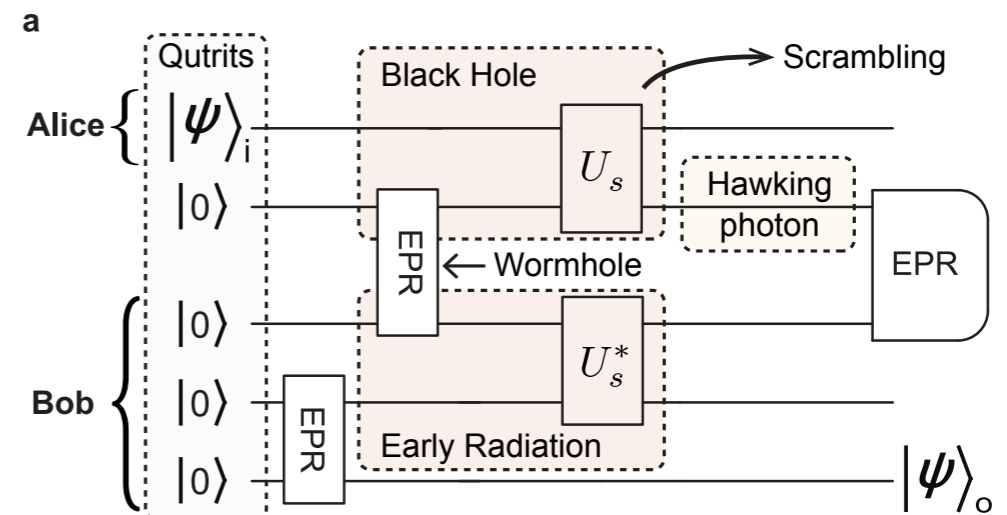 a
Qutrits
Black Hole
Scrambling
Alice { |ψ⟩i
U_s
|0⟩
Hawking
photon
EPR
EPR
Wormhole
|0⟩
U_s^*
Bob { |0⟩
EPR
Early Radiation
|0⟩
|ψ⟩o